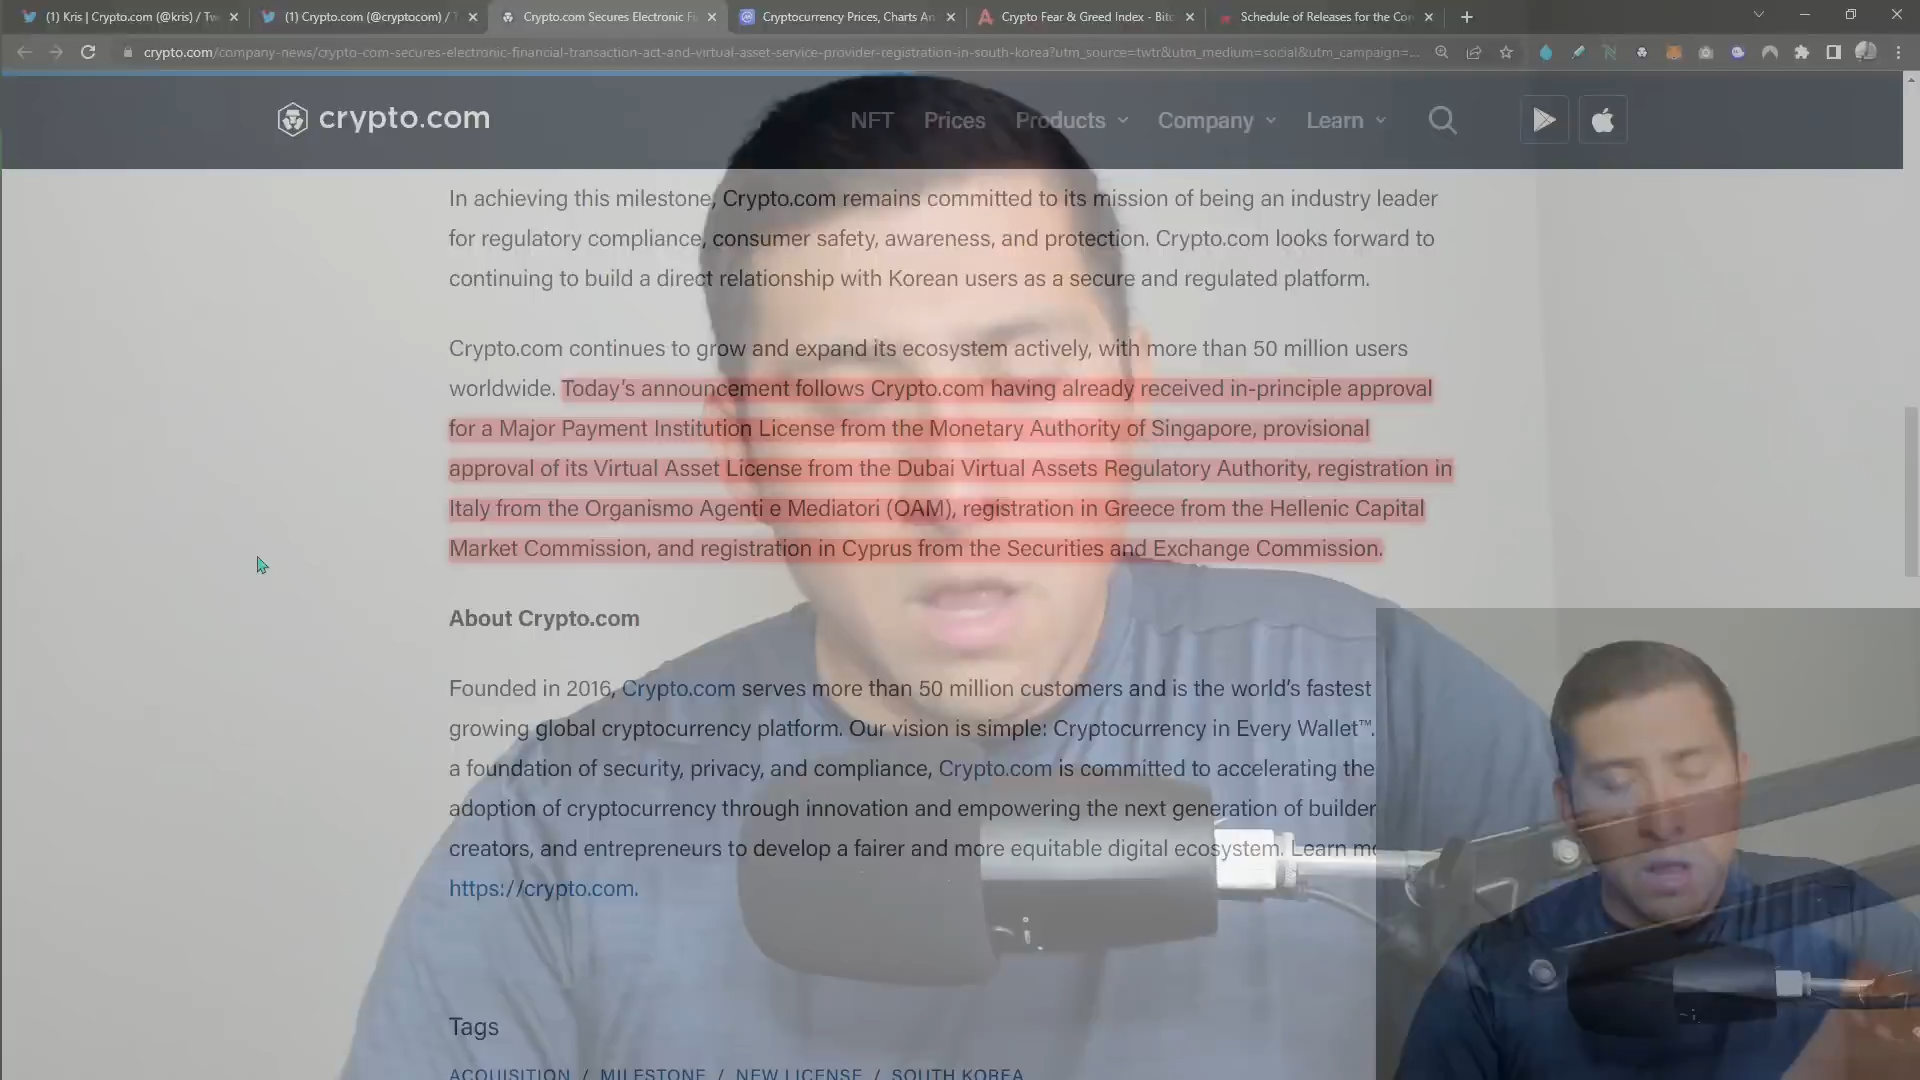 (1) Kris | Crypto.com (@kris) / Tw
(1) Crypto.com (@cryptocom) / T
Crypto.com Secures Electronic Fi
Cryptocurrency Prices, Charts An
Crypto Fear & Greed Index - Bitc
Schedule of Releases for the Con
crypto.com/company-news/crypto-com-secures-electronic-financial-transaction-act-and-virtual-asset-service-provider-registration-in-south-korea?utm_source=twtr&utm_medium=social&utm_campaign=...
crypto.com
NFT Prices Products Company Learn
In achieving this milestone, Crypto.com remains committed to its mission of being an industry leader
for regulatory compliance, consumer safety, awareness, and protection. Crypto.com looks forward to
continuing to build a direct relationship with Korean users as a secure and regulated platform.
Crypto.com continues to grow and expand its ecosystem actively, with more than 50 million users
worldwide. Today's announcement follows Crypto.com having already received in-principle approval
for a Major Payment Institution License from the Monetary Authority of Singapore, provisional
approval of its Virtual Asset License from the Dubai Virtual Assets Regulatory Authority, registration in
Italy from the Organismo Agenti e Mediatori (OAM), registration in Greece from the Hellenic Capital
Market Commission, and registration in Cyprus from the Securities and Exchange Commission.
About Crypto.com
Founded in 2016, Crypto.com serves more than 50 million customers and is the world's fastest
growing global cryptocurrency platform. Our vision is simple: Cryptocurrency in Every Wallet™.
a foundation of security, privacy, and compliance, Crypto.com is committed to accelerating the
adoption of cryptocurrency through innovation and empowering the next generation of builder
creators, and entrepreneurs to develop a fairer and more equitable digital ecosystem. Learn mo
https://crypto.com.
Tags
ACQUISITION / MILESTONE / NEW LICENSE / SOUTH KOREA